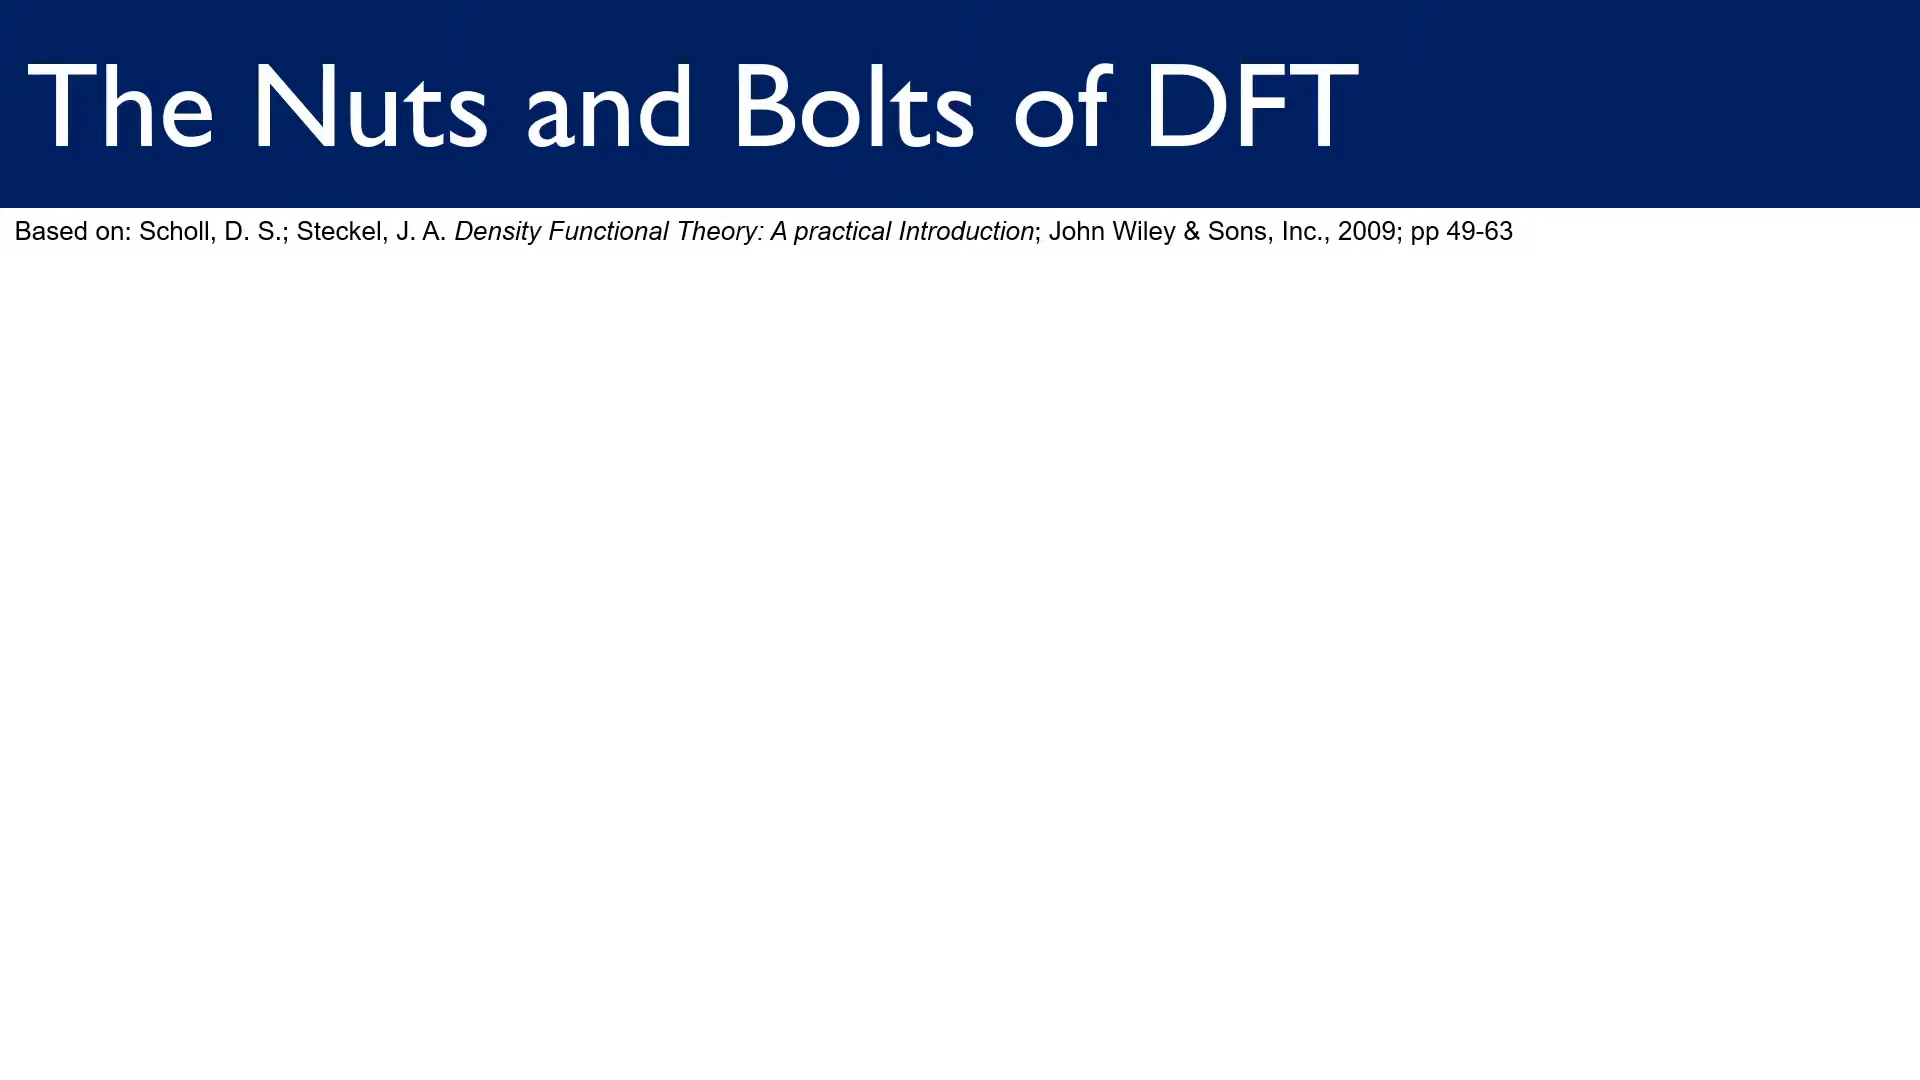 The Nuts and Bolts of DFT
Based on: Scholl, D. S.; Steckel, J. A. Density Functional Theory: A practical Introduction; John Wiley & Sons, Inc., 2009; pp 49-63